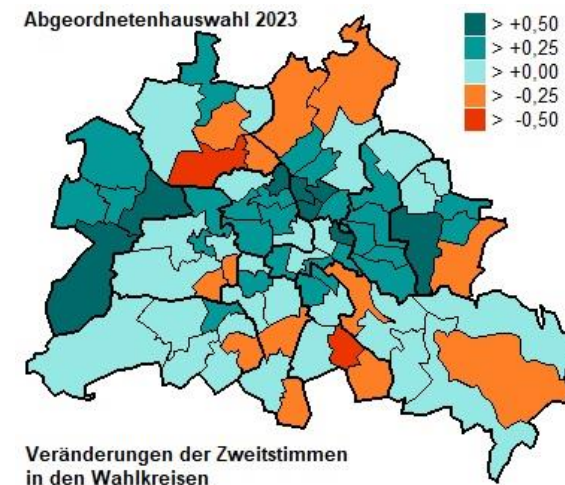 Abgeordnetenhauswahl 2023
> +0,50
> +0,25
> +0,00
> -0,25
> -0,50
Veränderungen der Zweitstimmen
in den Wahlkreisen